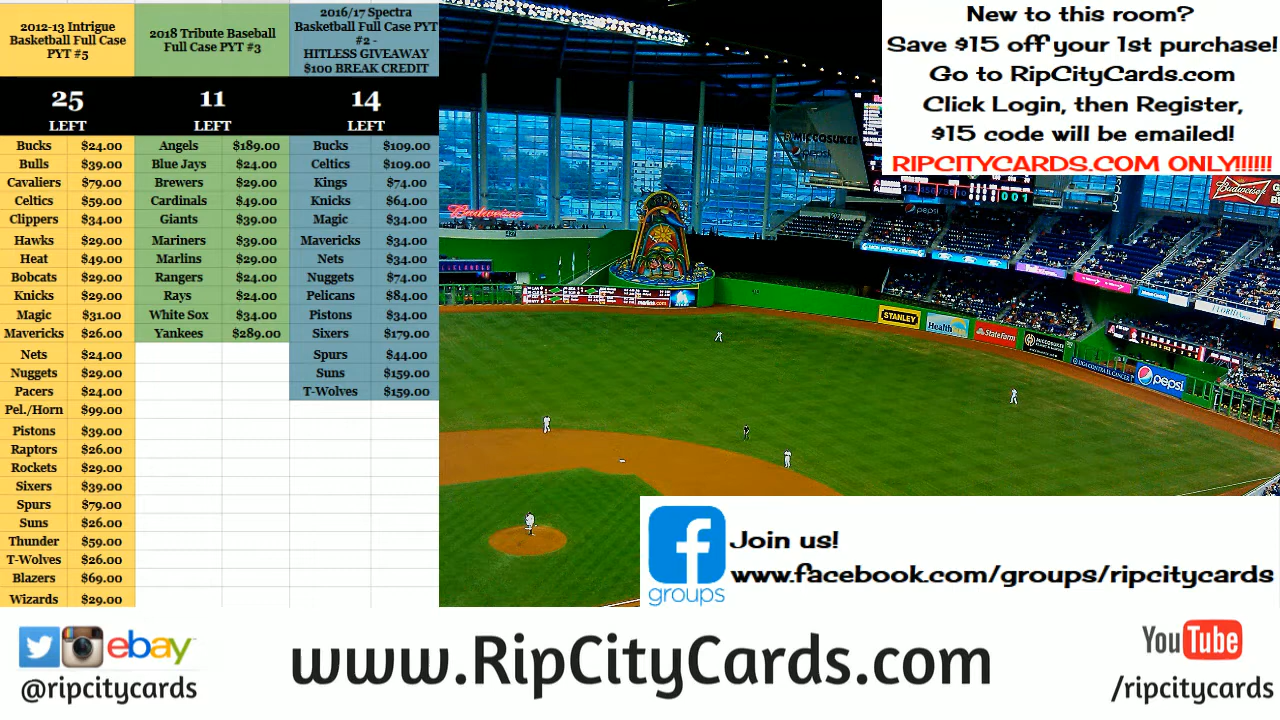 2012-13 Intrigue
Basketball Full Case
PYT #5
2018 Tribute Baseball
Full Case PYT #3
2016/17 Spectra
Basketball Full Case PYT
#2 -
HITLESS GIVEAWAY
$100 BREAK CREDIT
25
LEFT
11
LEFT
14
LEFT
Bucks $24.00
Bulls $39.00
Cavaliers $79.00
Celtics $59.00
Clippers $34.00
Hawks $29.00
Heat $49.00
Bobcats $29.00
Knicks $29.00
Magic $31.00
Mavericks $26.00
Nets $24.00
Nuggets $29.00
Pacers $24.00
Pel./Horn $99.00
Pistons $39.00
Raptors $26.00
Rockets $29.00
Sixers $39.00
Spurs $79.00
Suns $26.00
Thunder $59.00
T-Wolves $26.00
Blazers $69.00
Wizards $29.00
Angels $189.00
Blue Jays $24.00
Brewers $29.00
Cardinals $49.00
Giants $39.00
Mariners $39.00
Marlins $29.00
Rangers $24.00
Rays $24.00
White Sox $34.00
Yankees $289.00
Bucks $109.00
Celtics $109.00
Kings $74.00
Knicks $64.00
Magic $34.00
Mavericks $34.00
Nets $34.00
Nuggets $74.00
Pelicans $84.00
Pistons $34.00
Sixers $179.00
Spurs $44.00
Suns $159.00
T-Wolves $159.00
New to this room?
Save $15 off your 1st purchase!
Go to RipCityCards.com
Click Login, then Register,
$15 code will be emailed!
RIPCITYCARDS.COM ONLY!!!!!!
MICCOSUKEE
pepsi
Budweiser
Budweiser
pepsi
STANLEY
Health
State Farm
MICCOSUKEE
pepsi
f
groups
Join us!
www.facebook.com/groups/ripcitycards
ebay
@ripcitycards
www.RipCityCards.com
YouTube
/ripcitycards